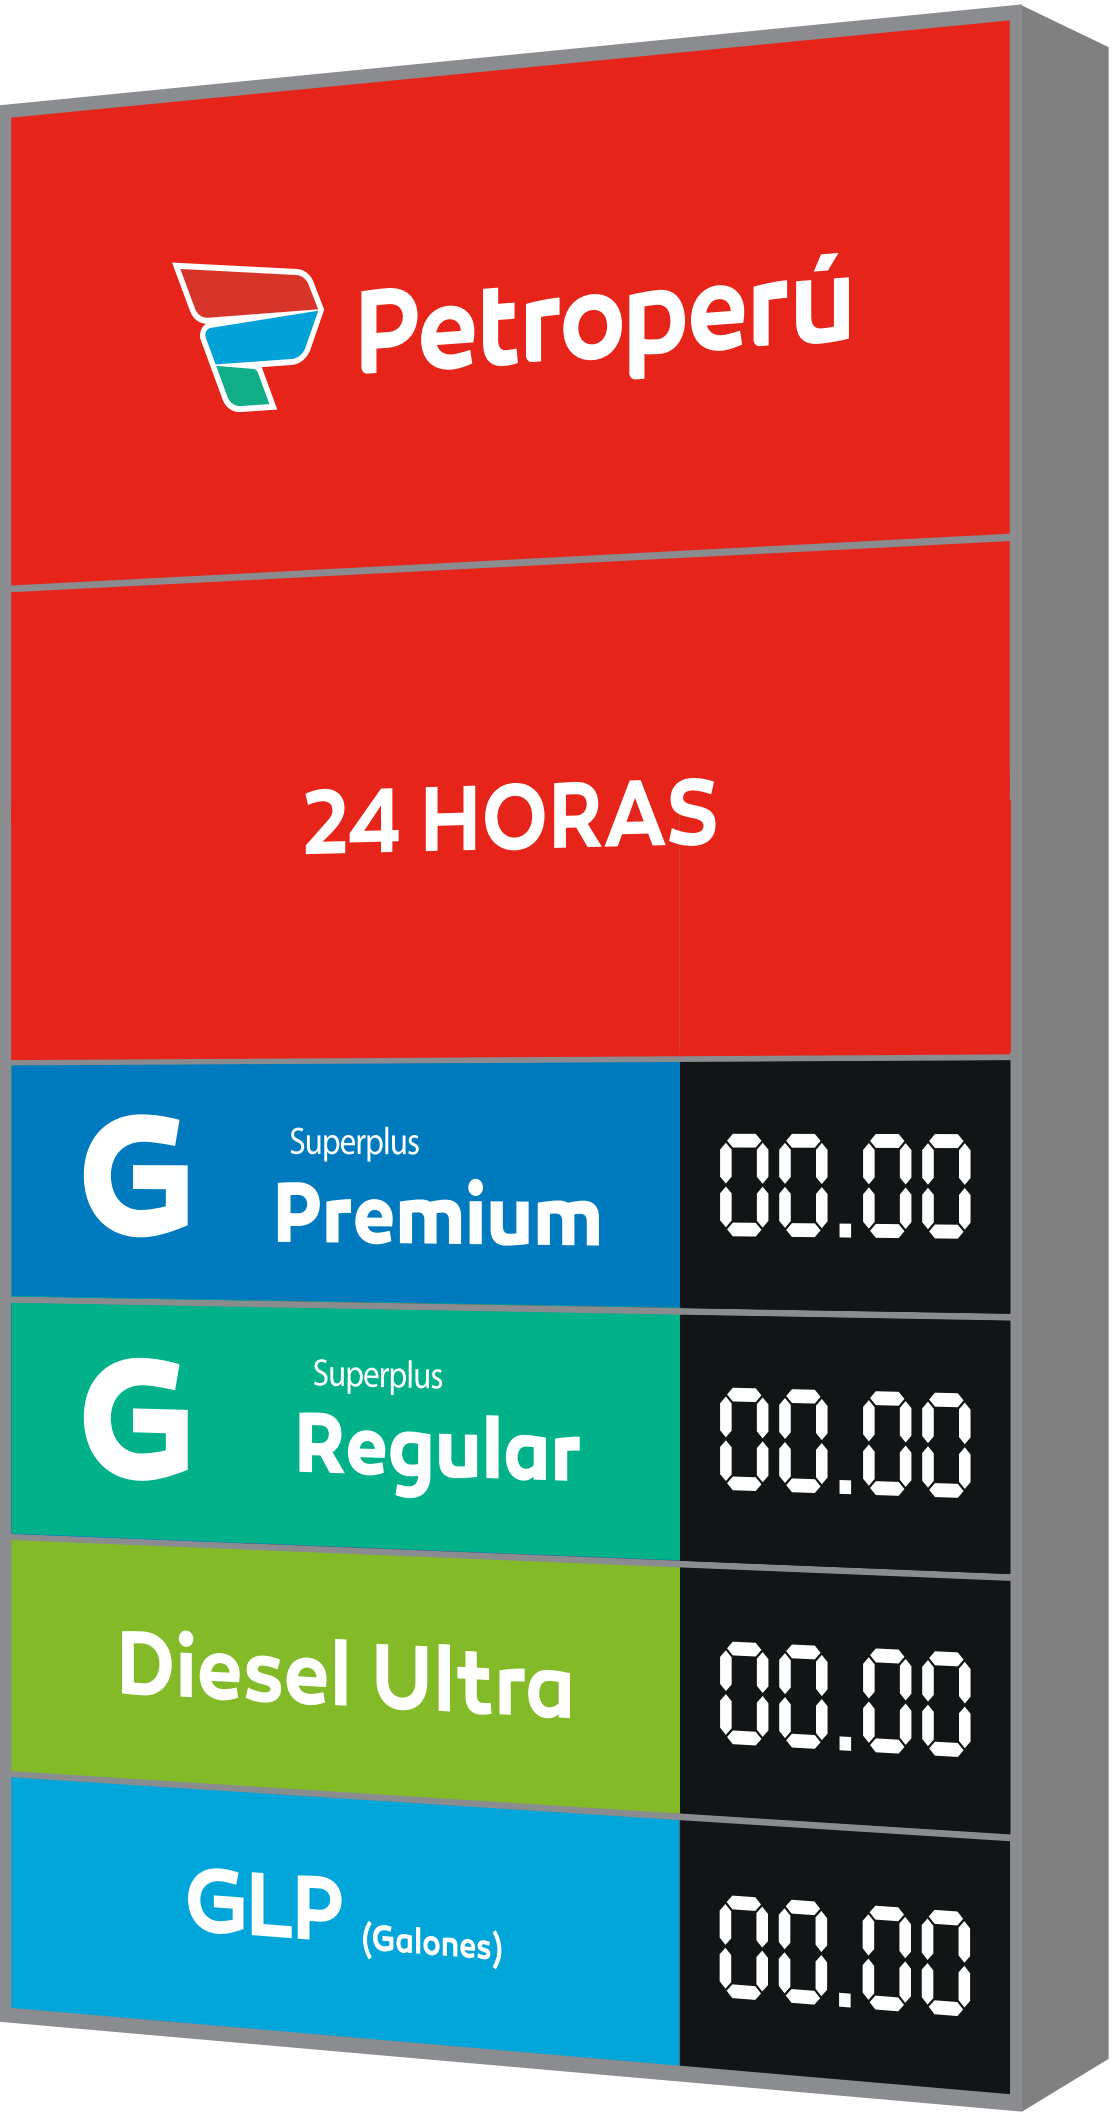 Petroperú
24 HORAS
G Superplus
Premium
00.00
G Superplus
Regular
00.00
Diesel Ultra 00.00
GLP (Galones) 00.00